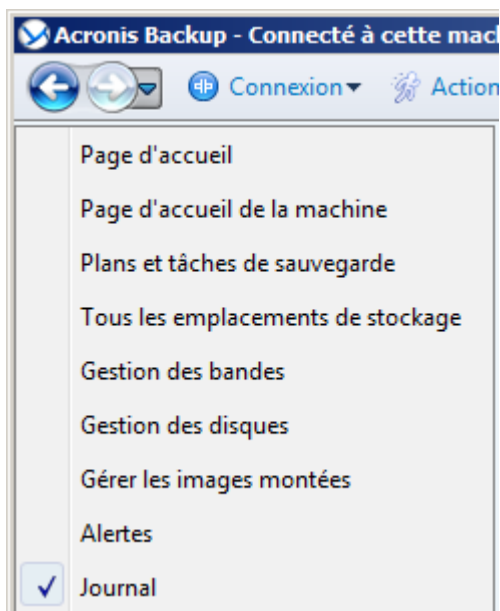 Acronis Backup - Connecté à cette mac
Connexion Action
Page d'accueil
Page d'accueil de la machine
Plans et tâches de sauvegarde
Tous les emplacements de stockage
Gestion des bandes
Gestion des disques
Gérer les images montées
Alertes
Journal